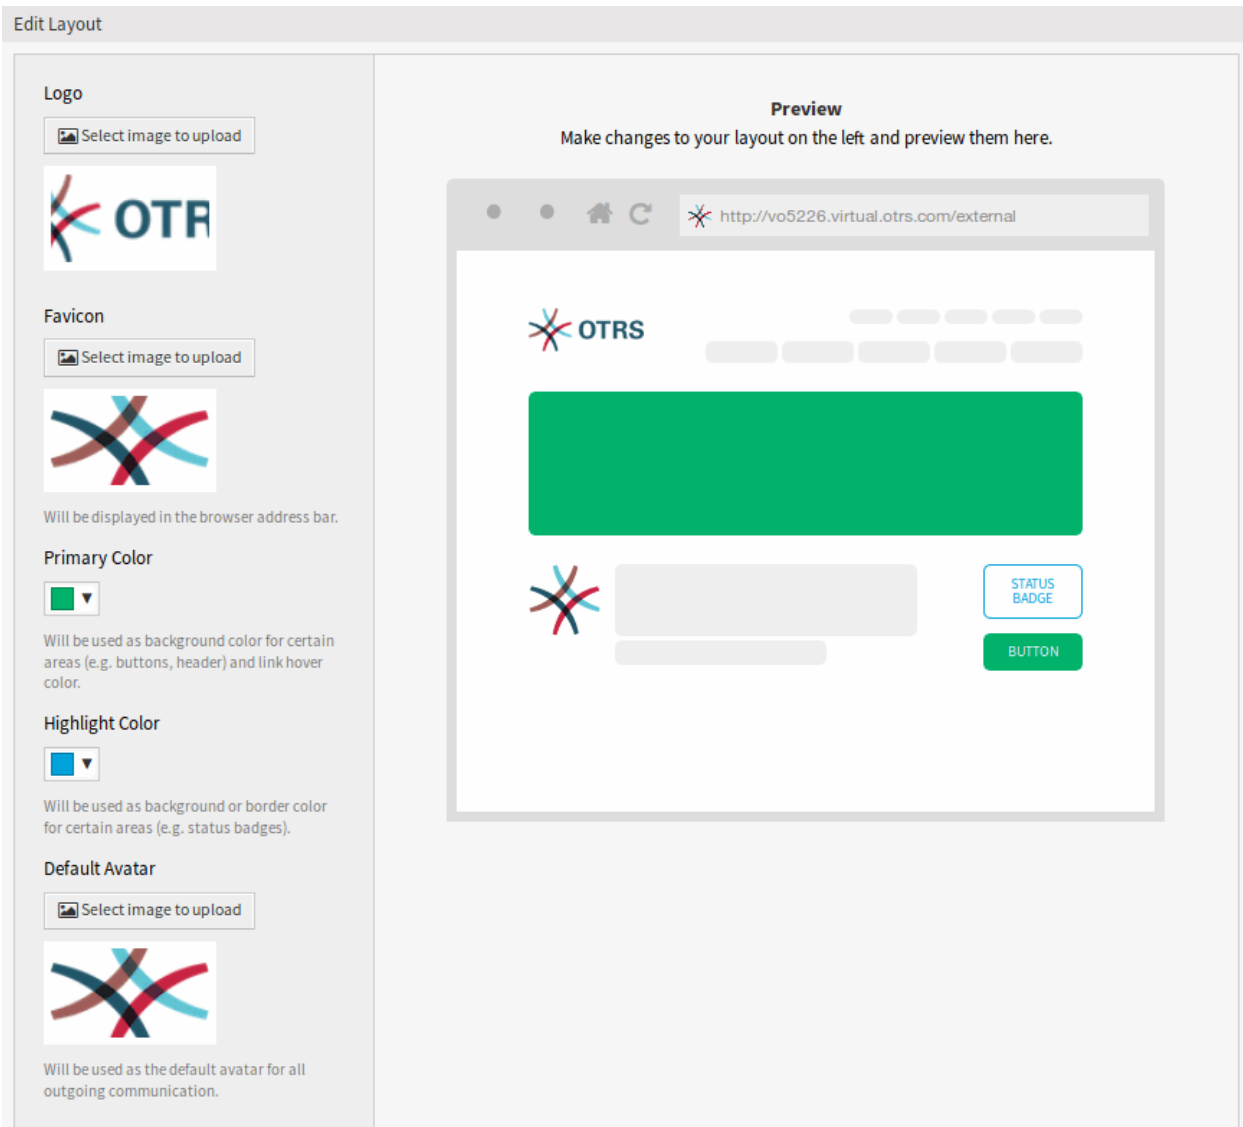 Edit Layout
Logo
Select image to upload
OTR
Favicon
Select image to upload
Will be displayed in the browser address bar.
Primary Color
Will be used as background color for certain
areas (e.g. buttons, header) and link hover
color.
Highlight Color
Will be used as background or border color
for certain areas (e.g. status badges).
Default Avatar
Select image to upload
Will be used as the default avatar for all
outgoing communication.
Preview
Make changes to your layout on the left and preview them here.
http://vo5226.virtual.otrs.com/external
OTRS
STATUS
BADGE
BUTTON